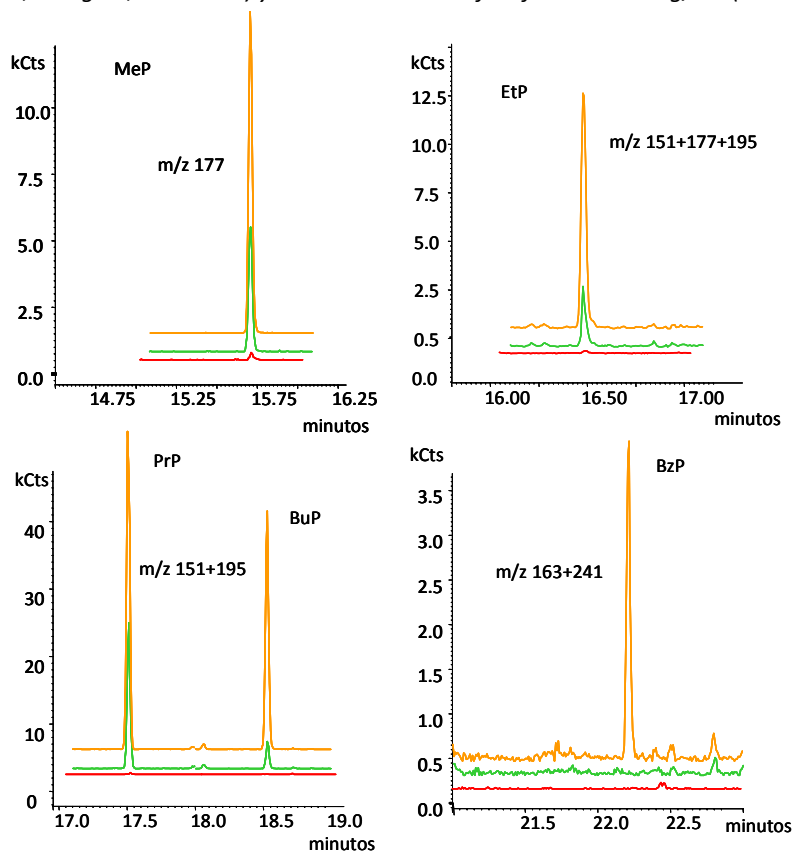 kCts
MeP
10.0
m/z 177
7.5
5.0
2.5
0.0
14.75 15.25 15.75 16.25
minutos
kCts
EtP
12.5
10.0
m/z 151+177+195
7.5
5.0
2.5
0.5
0.0
16.00 16.50 17.00
minutos
kCts
PrP
BuP
40
m/z 151+195
30
20
10
0
17.0 17.5 18.0 18.5 19.0
minutos
kCts
BzP
3.5
3.0
m/z 163+241
2.5
2.0
1.5
1.0
0.5
0.0
21.5 22.0 22.5
minutos